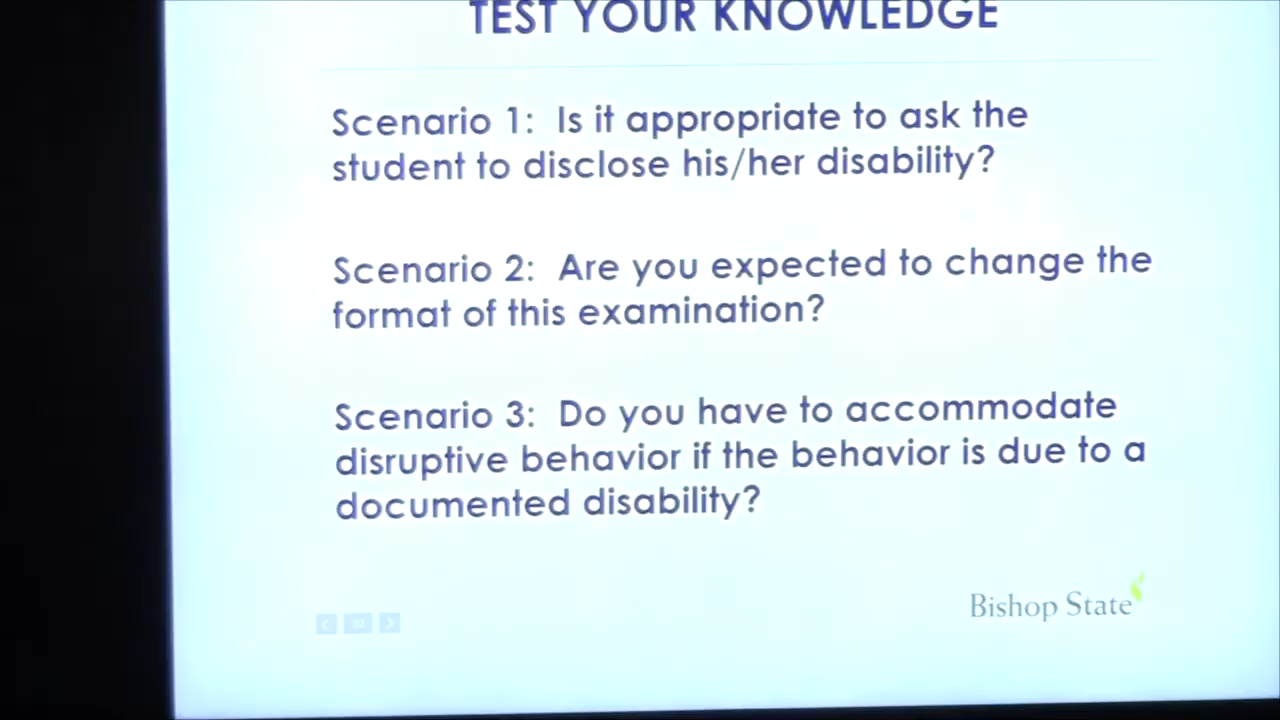 TEST YOUR KNOWLEDGE
Scenario 1: Is it appropriate to ask the
student to disclose his/her disability?
Scenario 2: Are you expected to change the
format of this examination?
Scenario 3: Do you have to accommodate
disruptive behavior if the behavior is due to a
documented disability?
Bishop State